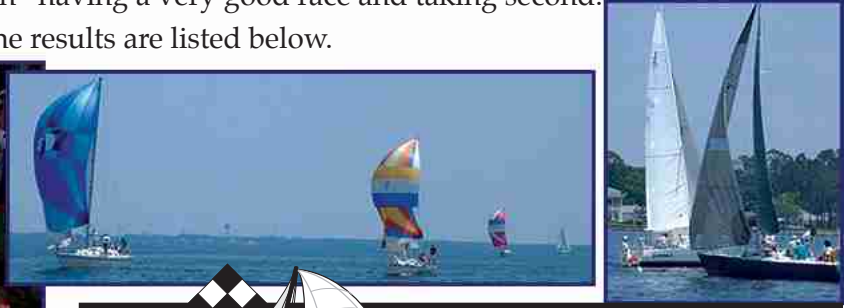 having a very good race and taking second.
he results are listed below.